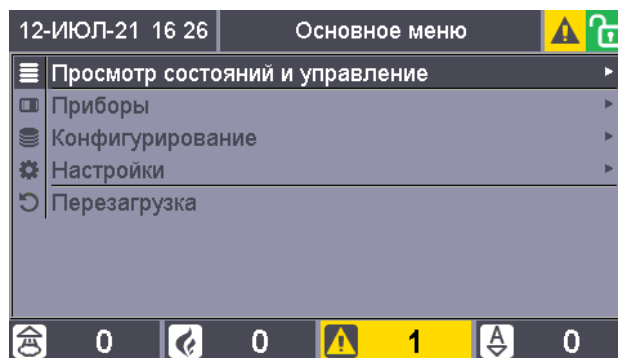 12-ИЮЛ-21 16 26 Основное меню
Просмотр состояний и управление
Приборы
Конфигурирование
Настройки
Перезагрузка
0 0 1 A 0